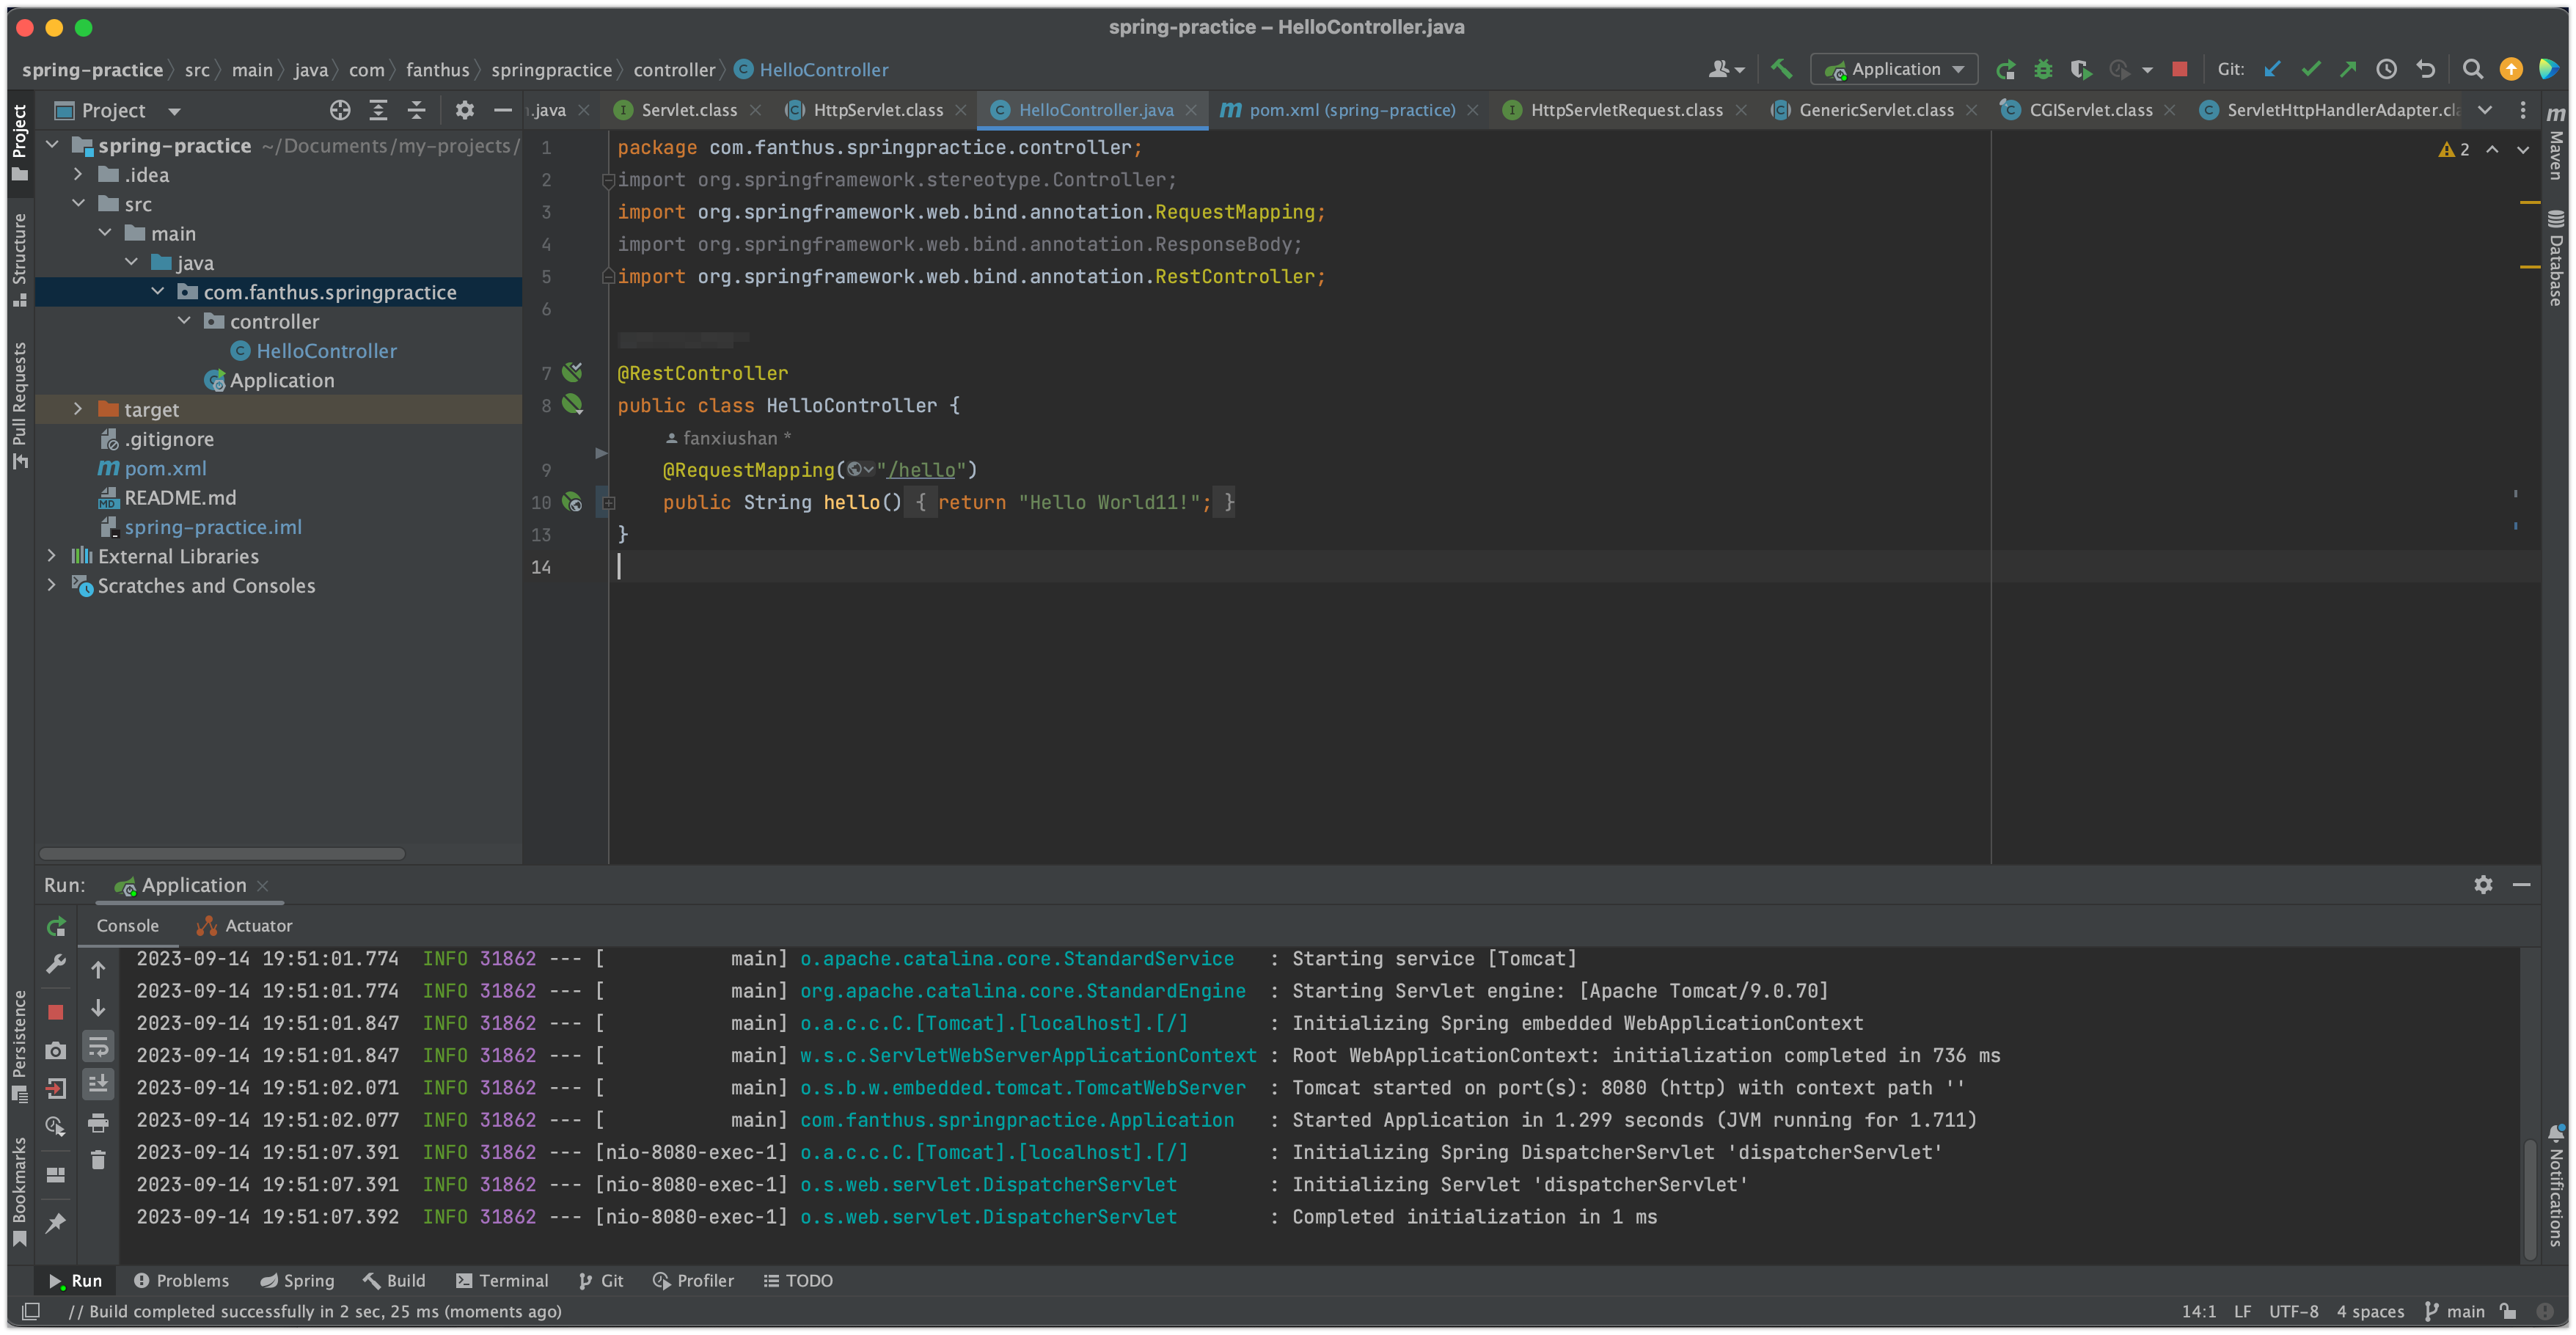 spring-practice – HelloController.java
spring-practice src main java com fanthus springpractice controller HelloController
Application Git:
Project
.java Servlet.class HttpServlet.class HelloController.java pom.xml (spring-practice) HttpServletRequest.class GenericServlet.class CGIServlet.class ServletHttpHandlerAdapter.cl
spring-practice ~/Documents/my-projects/
.idea
src
main
java
com.fanthus.springpractice
controller
HelloController
Application
target
.gitignore
pom.xml
README.md
spring-practice.iml
External Libraries
Scratches and Consoles
1 package com.fanthus.springpractice.controller;
2 import org.springframework.stereotype.Controller;
3 import org.springframework.web.bind.annotation.RequestMapping;
4 import org.springframework.web.bind.annotation.ResponseBody;
5 import org.springframework.web.bind.annotation.RestController;
6
7 @RestController
8 public class HelloController {
fanxiushan *
9 @RequestMapping("/hello")
10 public String hello() { return "Hello World11!"; }
13 }
14
2
Project
Structure
Pull Requests
Persistence
Bookmarks
Maven
Database
Notifications
Run: Application
Console Actuator
2023-09-14 19:51:01.774 INFO 31862 --- [ main] o.apache.catalina.core.StandardService : Starting service [Tomcat]
2023-09-14 19:51:01.774 INFO 31862 --- [ main] org.apache.catalina.core.StandardEngine : Starting Servlet engine: [Apache Tomcat/9.0.70]
2023-09-14 19:51:01.847 INFO 31862 --- [ main] o.a.c.c.C.[Tomcat].[localhost].[/] : Initializing Spring embedded WebApplicationContext
2023-09-14 19:51:01.847 INFO 31862 --- [ main] w.s.c.ServletWebServerApplicationContext : Root WebApplicationContext: initialization completed in 736 ms
2023-09-14 19:51:02.071 INFO 31862 --- [ main] o.s.b.w.embedded.tomcat.TomcatWebServer : Tomcat started on port(s): 8080 (http) with context path ''
2023-09-14 19:51:02.077 INFO 31862 --- [ main] com.fanthus.springpractice.Application : Started Application in 1.299 seconds (JVM running for 1.711)
2023-09-14 19:51:07.391 INFO 31862 --- [nio-8080-exec-1] o.a.c.c.C.[Tomcat].[localhost].[/] : Initializing Spring DispatcherServlet 'dispatcherServlet'
2023-09-14 19:51:07.391 INFO 31862 --- [nio-8080-exec-1] o.s.web.servlet.DispatcherServlet : Initializing Servlet 'dispatcherServlet'
2023-09-14 19:51:07.392 INFO 31862 --- [nio-8080-exec-1] o.s.web.servlet.DispatcherServlet : Completed initialization in 1 ms
Run Problems Spring Build Terminal Git Profiler TODO
// Build completed successfully in 2 sec, 25 ms (moments ago) 14:1 LF UTF-8 4 spaces main